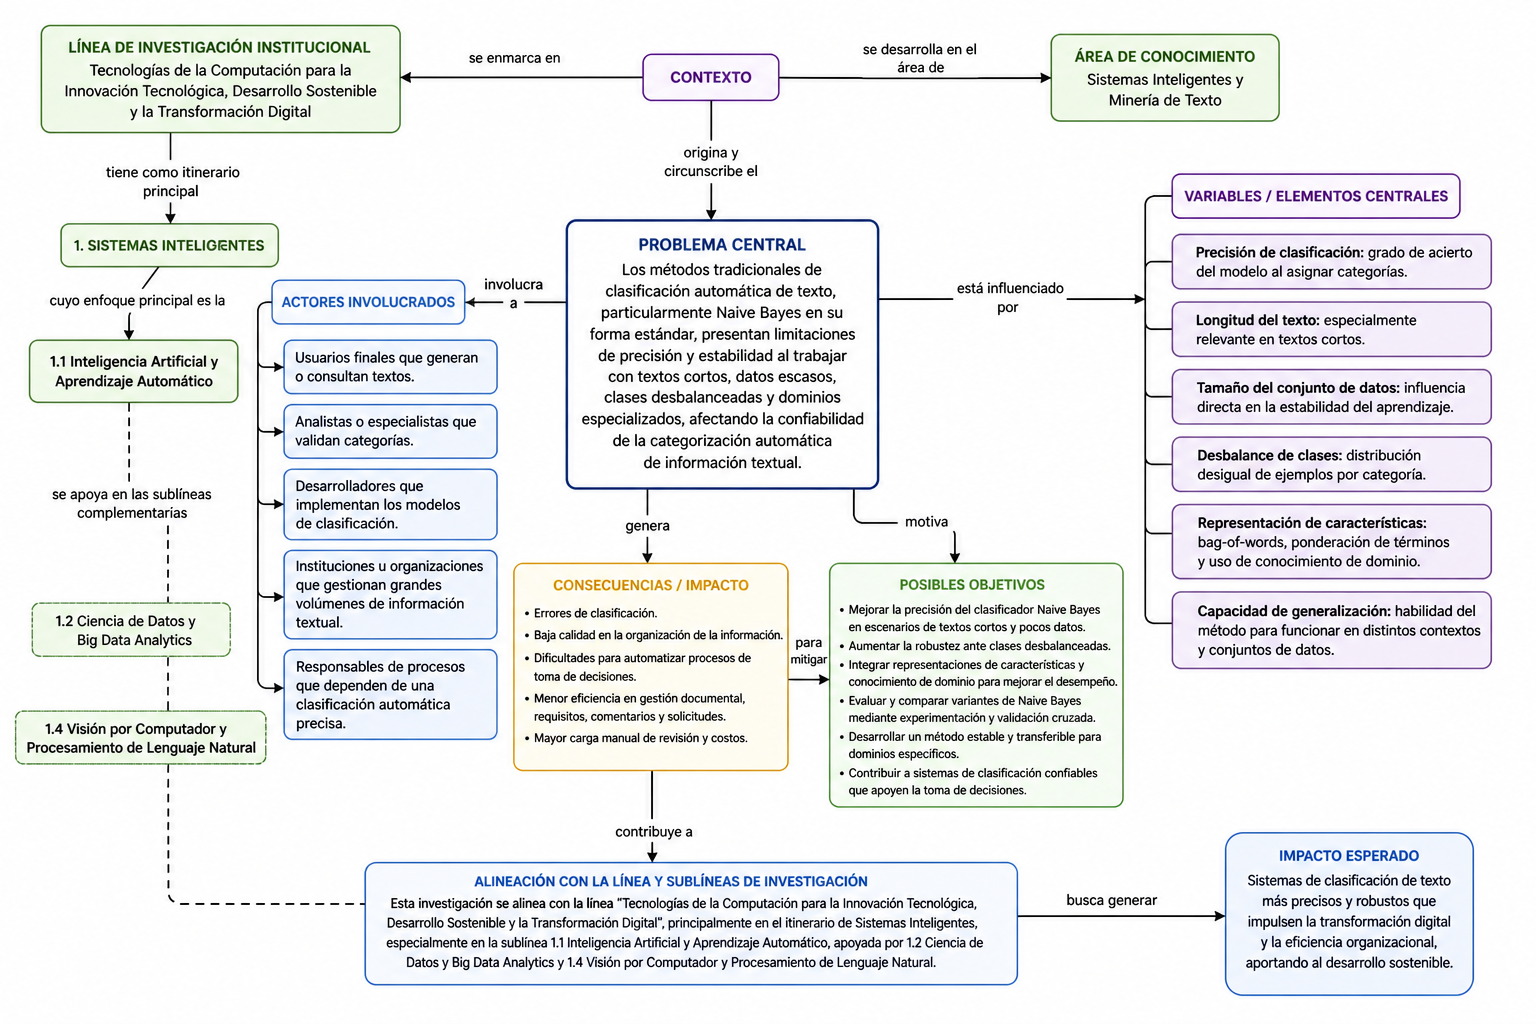 LÍNEA DE INVESTIGACIÓN INSTITUCIONAL
Tecnologías de la Computación para la
Innovación Tecnológica, Desarrollo Sostenible
y la Transformación Digital
se enmarca en
CONTEXTO
se desarrolla en el
área de
ÁREA DE CONOCIMIENTO
Sistemas Inteligentes y
Minería de Texto
tiene como itinerario
principal
origina y
circunscribe el
1. SISTEMAS INTELIGENTES
cuyo enfoque principal es la
1.1 Inteligencia Artificial y
Aprendizaje Automático
se apoya en las sublíneas
complementarias
1.2 Ciencia de Datos y
Big Data Analytics
1.4 Visión por Computador y
Procesamiento de Lenguaje Natural
ACTORES INVOLUCRADOS
involucra
a
Usuarios finales que generan
o consultan textos.
Analistas o especialistas que
validan categorías.
Desarrolladores que
implementan los modelos
de clasificación.
Instituciones u organizaciones
que gestionan grandes
volúmenes de información
textual.
Responsables de procesos
que dependen de una
clasificación automática
precisa.
PROBLEMA CENTRAL
Los métodos tradicionales de
clasificación automática de texto,
particularmente Naive Bayes en su
forma estándar, presentan limitaciones
de precisión y estabilidad al trabajar
con textos cortos, datos escasos,
clases desbalanceadas y dominios
especializados, afectando la confiabilidad
de la categorización automática
de información textual.
está influenciado
por
VARIABLES / ELEMENTOS CENTRALES
Precisión de clasificación: grado de acierto
del modelo al asignar categorías.
Longitud del texto: especialmente
relevante en textos cortos.
Tamaño del conjunto de datos: influencia
directa en la estabilidad del aprendizaje.
Desbalance de clases: distribución
desigual de ejemplos por categoría.
Representación de características:
bag-of-words, ponderación de términos
y uso de conocimiento de dominio.
Capacidad de generalización: habilidad del
método para funcionar en distintos contextos
y conjuntos de datos.
genera
motiva
CONSECUENCIAS / IMPACTO
• Errores de clasificación.
• Baja calidad en la organización de la información.
• Dificultades para automatizar procesos de
toma de decisiones.
• Menor eficiencia en gestión documental,
requisitos, comentarios y solicitudes.
• Mayor carga manual de revisión y costos.
para
mitigar
POSIBLES OBJETIVOS
• Mejorar la precisión del clasificador Naive Bayes
en escenarios de textos cortos y pocos datos.
• Aumentar la robustez ante clases desbalanceadas.
• Integrar representaciones de características y
conocimiento de dominio para mejorar el desempeño.
• Evaluar y comparar variantes de Naive Bayes
mediante experimentación y validación cruzada.
• Desarrollar un método estable y transferible para
dominios específicos.
• Contribuir a sistemas de clasificación confiables
que apoyen la toma de decisiones.
contribuye a
ALINEACIÓN CON LA LÍNEA Y SUBLÍNEAS DE INVESTIGACIÓN
Esta investigación se alinea con la línea "Tecnologías de la Computación para la Innovación Tecnológica,
Desarrollo Sostenible y la Transformación Digital", principalmente en el itinerario de Sistemas Inteligentes,
especialmente en la sublínea 1.1 Inteligencia Artificial y Aprendizaje Automático, apoyada por 1.2 Ciencia de
Datos y Big Data Analytics y 1.4 Visión por Computador y Procesamiento de Lenguaje Natural.
busca generar
IMPACTO ESPERADO
Sistemas de clasificación de texto
más precisos y robustos que
impulsen la transformación digital
y la eficiencia organizacional,
aportando al desarrollo sostenible.